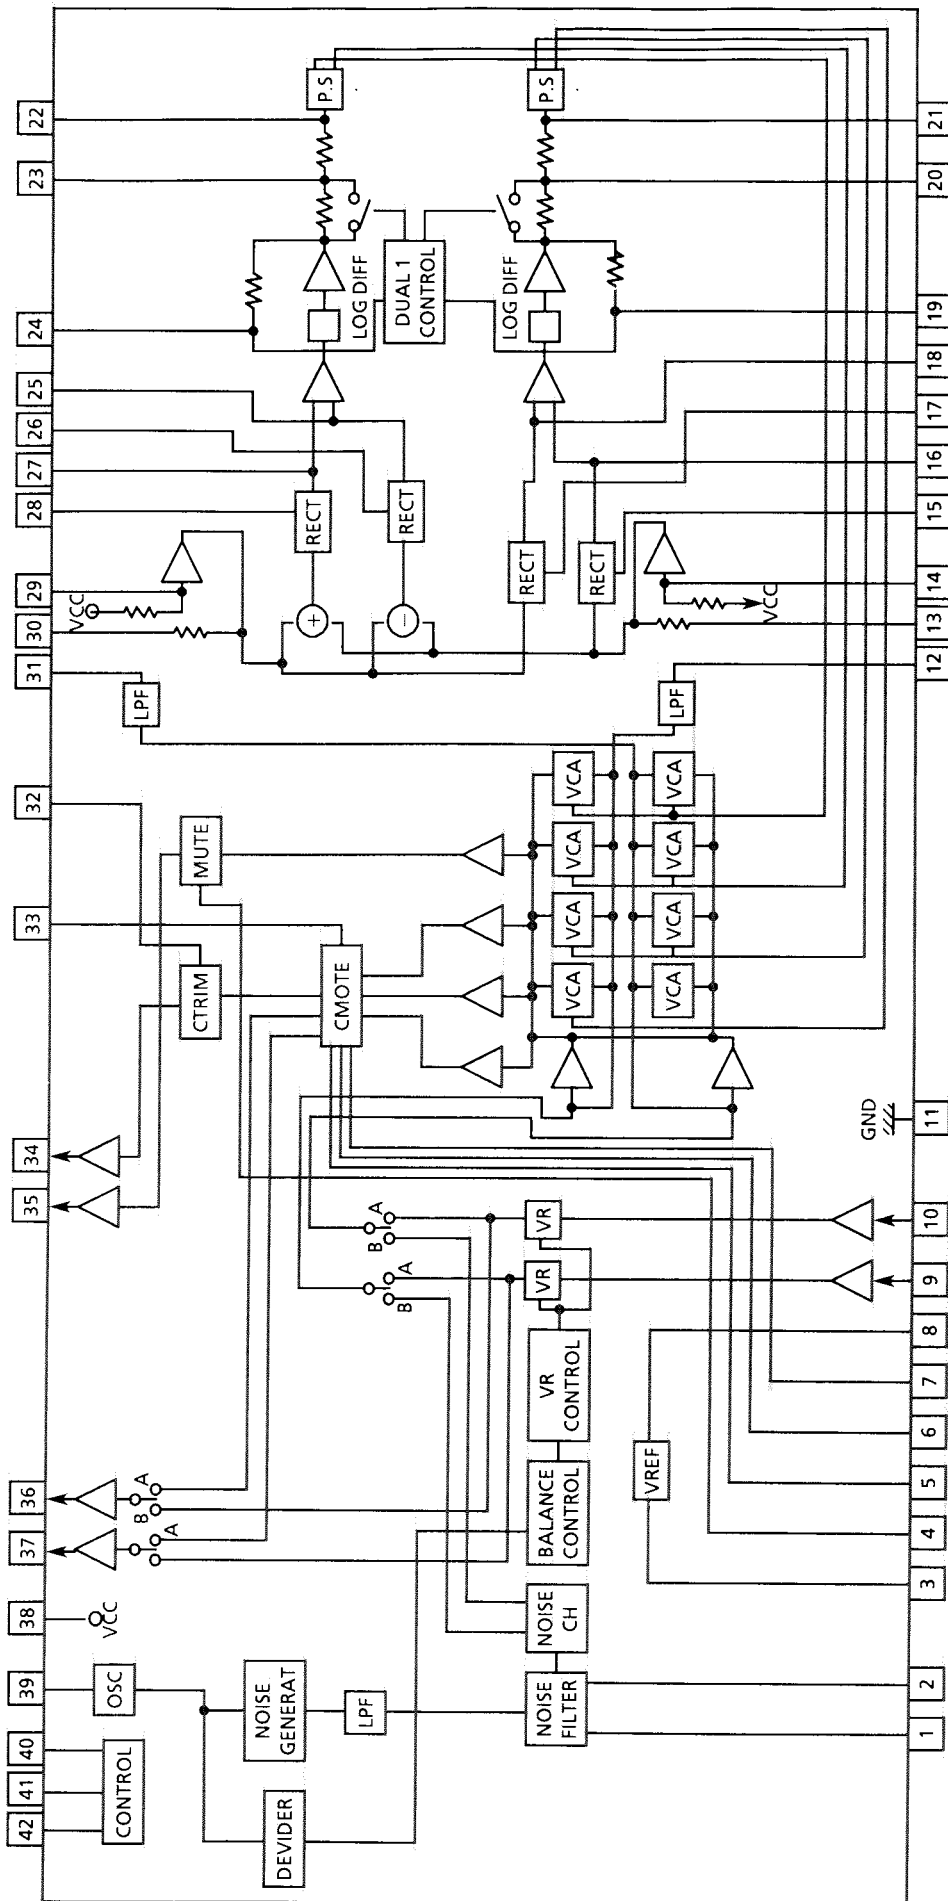 42 41 40 39 38 37 36 35 34 33 32 31 30 29 28 27 26 25 24 23 22
VCC
CONTROL
OSC
VCC
B A
A
LPF
CTRIM
MUTE
NOISE
GENERAT
DEVIDER
LPF
CMOTE
+
RECT
P.S
LOG DIFF
B A
B A
−
RECT
DUAL 1
CONTROL
LOG DIFF
NOISE
FILTER
NOISE
CH
BALANCE
CONTROL
VR
CONTROL
VR VR
VCA VCA VCA VCA
RECT
RECT
P.S
VREF
VCA VCA VCA VCA
LPF
VCC
GND
1 2 3 4 5 6 7 8 9 10 11 12 13 14 15 16 17 18 19 20 21